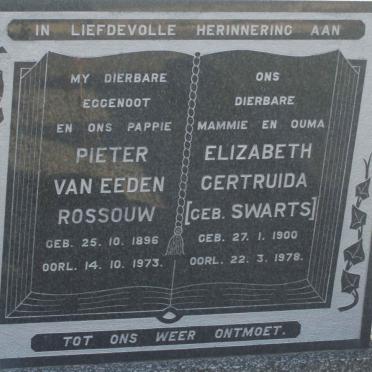 IN LIEFDEVOLLE HERINNERING AAN
MY DIERBARE
EGGENOOT
EN ONS PAPPIE
PIETER
VAN EEDEN
ROSSOUW
GEB. 25. 10. 1896
OORL. 14. 10. 1973.
ONS
DIERBARE
MAMMIE EN OUMA
ELIZABETH
GERTRUIDA
[GEB. SWARTS]
GEB. 27. 1. 1900
OORL. 22. 3. 1978.
TOT ONS WEER ONTMOET.